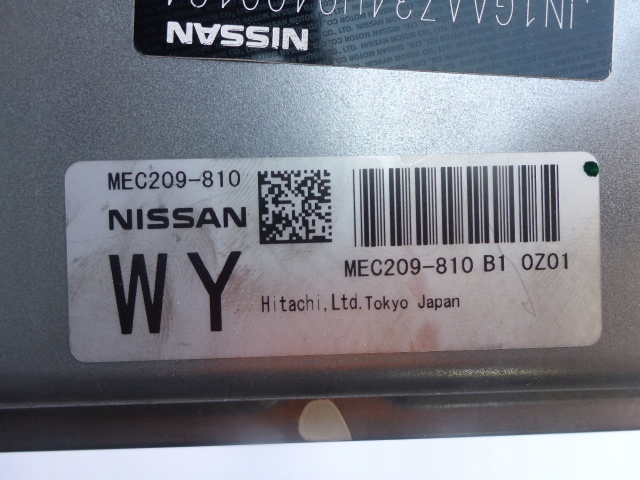 NISSAN
MEC209-810
NISSAN
WY
MEC209-810 B1 0Z01
Hitachi,Ltd.Tokyo Japan